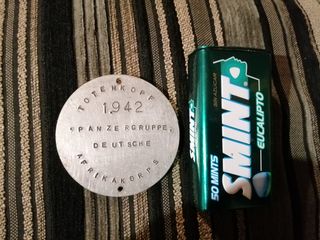 TOTENKOPF
1942
PANZERGRUPPE
DEUTSCHE
AFRIKAKORPS
SMINT
EUCALIPTO
50 MINTS